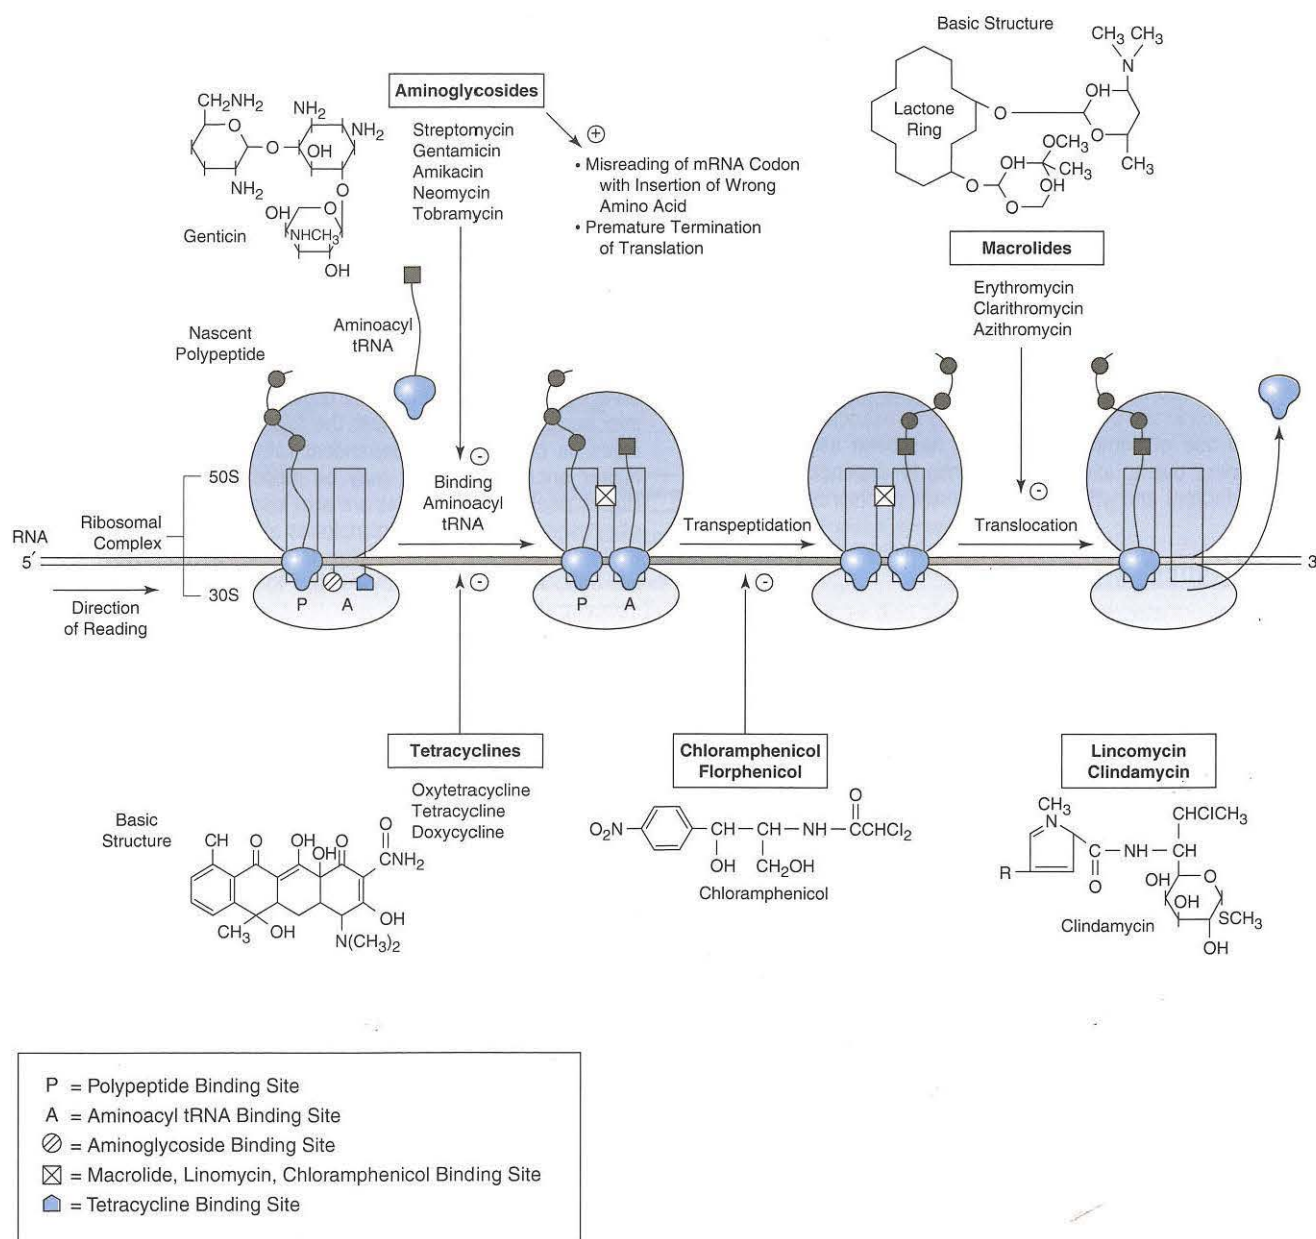 Basic Structure
CH3 CH3
N
OH
O
O
CH3
Lactone
Ring
OCH3
OH
CH3
OH
O
O
Macrolides
Erythromycin
Clarithromycin
Azithromycin
Aminoglycosides
Streptomycin
Gentamicin
Amikacin
Neomycin
Tobramycin
+
• Misreading of mRNA Codon
with Insertion of Wrong
Amino Acid
• Premature Termination
of Translation
CH2NH2
O
NH2
O
NH2
NH2
OH
O
OH
O
NHCH3
OH
Genticin
Nascent
Polypeptide
Aminoacyl
tRNA
50S
Ribosomal
Complex
30S
RNA
5′
Direction
of Reading
P A
-
Binding
Aminoacyl
tRNA
-
P A
Transpeptidation
-
-
Translocation
3
Tetracyclines
Oxytetracycline
Tetracycline
Doxycycline
Basic
Structure
CH
O
OH
OH
O
O
CNH2
OH
CH3
OH
N(CH3)2
Chloramphenicol
Florphenicol
O2N
CH
CH
NH
O
CCHCl2
OH
CH2OH
Chloramphenicol
Lincomycin
Clindamycin
CH3
N
R
C
O
NH
CH
CHClCH3
O
OH
OH
SCH3
OH
Clindamycin
P = Polypeptide Binding Site
A = Aminoacyl tRNA Binding Site
= Aminoglycoside Binding Site
= Macrolide, Linomycin, Chloramphenicol Binding Site
= Tetracycline Binding Site